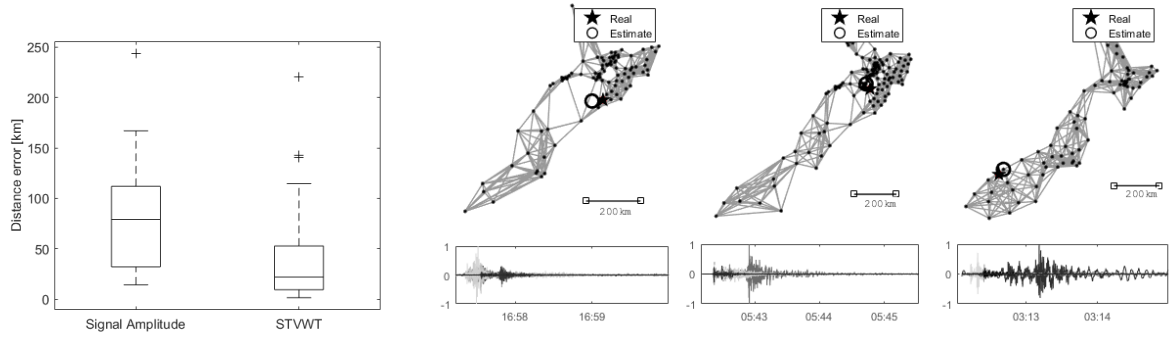 250
200
150
100
50
0
Distance error [km]
Signal Amplitude
STVWT
Real
Estimate
200 km
1
0
-1
16:58
16:59
Real
Estimate
200 km
1
0
-1
05:43
05:44
05:45
Real
Estimate
200 km
1
0
-1
03:13
03:14